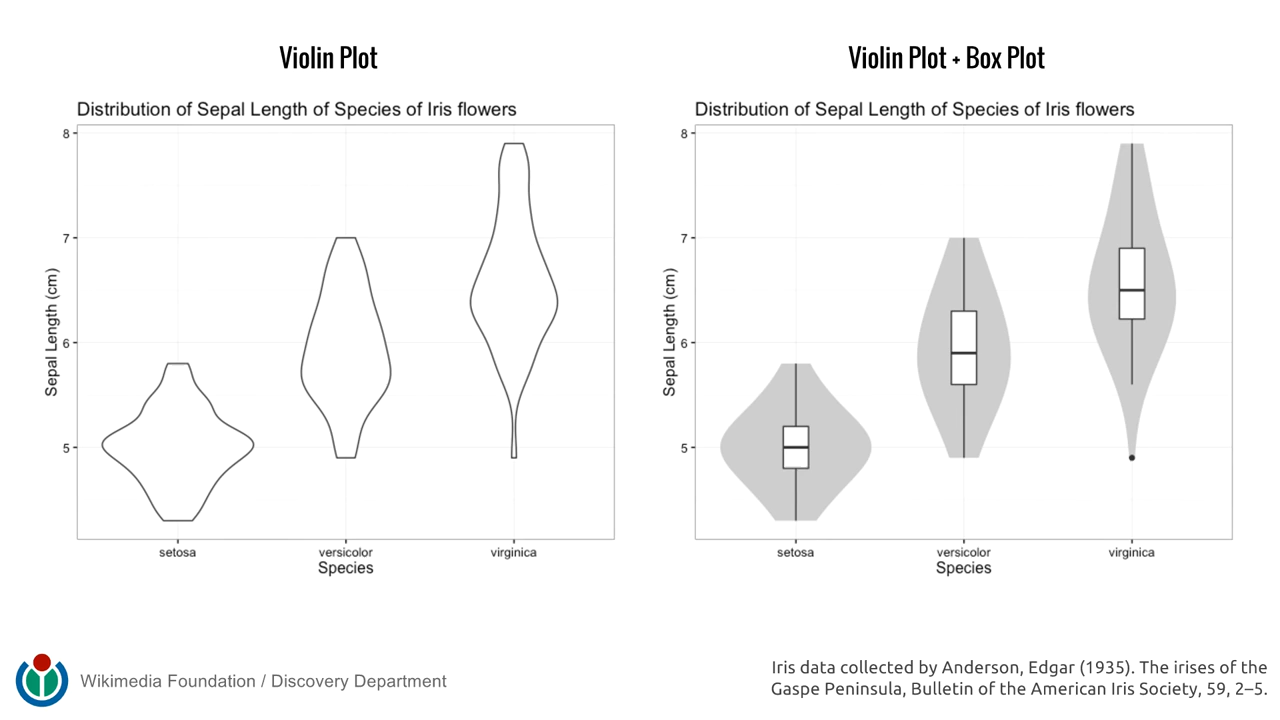 Violin Plot
Distribution of Sepal Length of Species of Iris flowers
8
7
6
5
Sepal Length (cm)
setosa
versicolor
virginica
Species
Violin Plot + Box Plot
Distribution of Sepal Length of Species of Iris flowers
8
7
6
5
Sepal Length (cm)
setosa
versicolor
virginica
Species
Wikimedia Foundation / Discovery Department
Iris data collected by Anderson, Edgar (1935). The irises of the
Gaspe Peninsula, Bulletin of the American Iris Society, 59, 2–5.